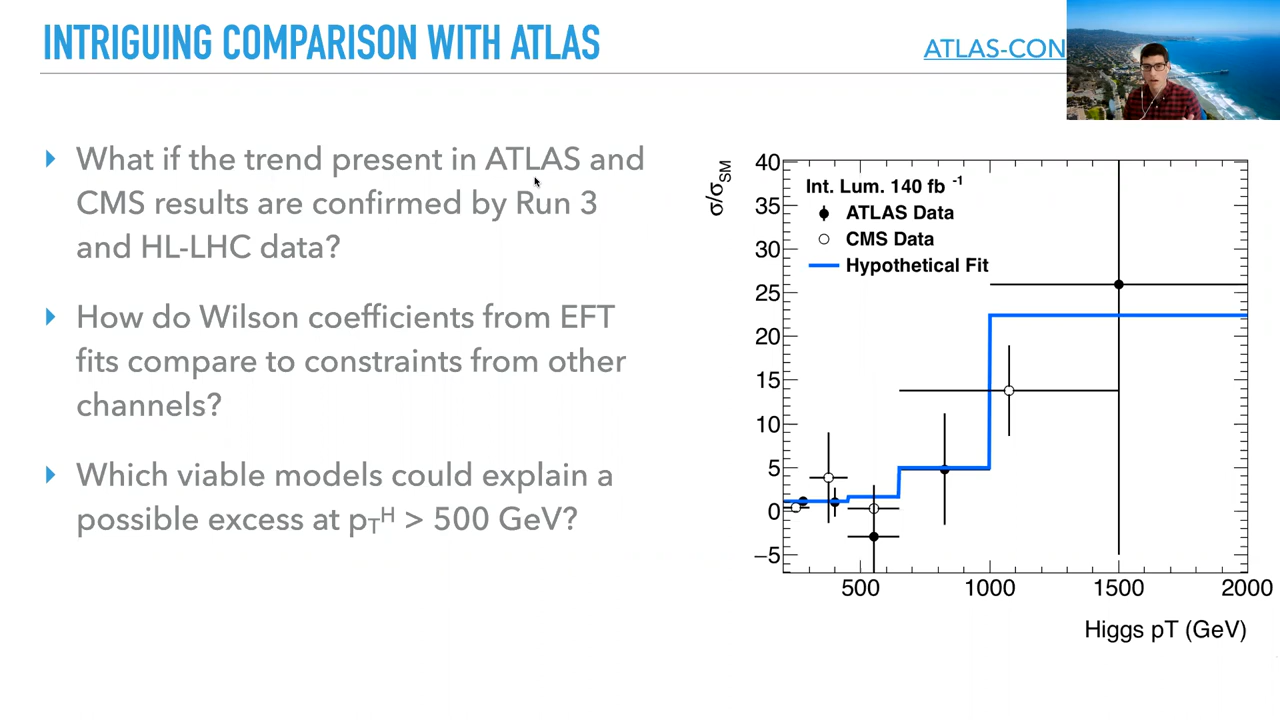 INTRIGUING COMPARISON WITH ATLAS
ATLAS-CON
What if the trend present in ATLAS and
CMS results are confirmed by Run 3
and HL-LHC data?
How do Wilson coefficients from EFT
fits compare to constraints from other
channels?
Which viable models could explain a
possible excess at pTH > 500 GeV?
σ/σSM
Int. Lum. 140 fb -1
ATLAS Data
CMS Data
Hypothetical Fit
40
35
30
25
20
15
10
5
0
−5
500 1000 1500 2000
Higgs pT (GeV)